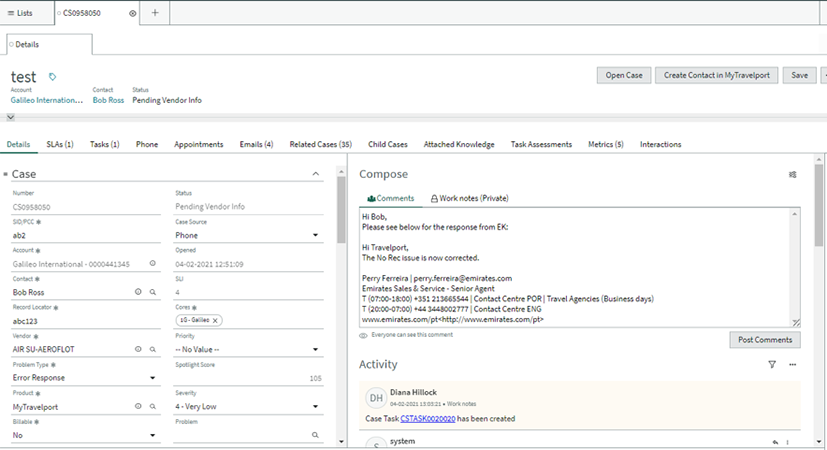 Lists
CS0958050
+
Details
test
Account
Contact
Status
Galileo Internation...
Bob Ross
Pending Vendor Info
Open Case
Create Contact in MyTravelport
Save
Details
SLAs (1)
Tasks (1)
Phone
Appointments
Emails (4)
Related Cases (35)
Child Cases
Attached Knowledge
Task Assessments
Metrics (5)
Interactions
Case
Number
CS0958050
Status
Pending Vendor Info
SID/PCC
ab2
Case Source
Phone
Account
Galileo International - 0000441345
Opened
04-02-2021 12:51:09
Contact
Bob Ross
SLI
4
Record Locator
abc123
Cores
1G - Galileo X
Vendor
AIR SU-AEROFLOT
Priority
-- No Value --
Problem Type
Error Response
Spotlight Score
105
Product
MyTravelport
Severity
4 - Very Low
Billable
No
Problem
Compose
Comments
Work notes (Private)
Hi Bob,
Please see below for the response from EK:
Hi Travelport,
The No Rec issue is now corrected.
Perry Ferreira | perry.ferreira@emirates.com
Emirates Sales & Service - Senior Agent
T (07:00-18:00) +351 213665544 | Contact Centre POR | Travel Agencies (Business days)
T (20:00-07:00) +44 3448002777 | Contact Centre ENG
www.emirates.com/pt<http://www.emirates.com/pt>
Everyone can see this comment
Post Comments
Activity
DH
Diana Hillock
04-02-2021 13:03:21 • Work notes
Case Task CSTASK0020020 has been created
S
system